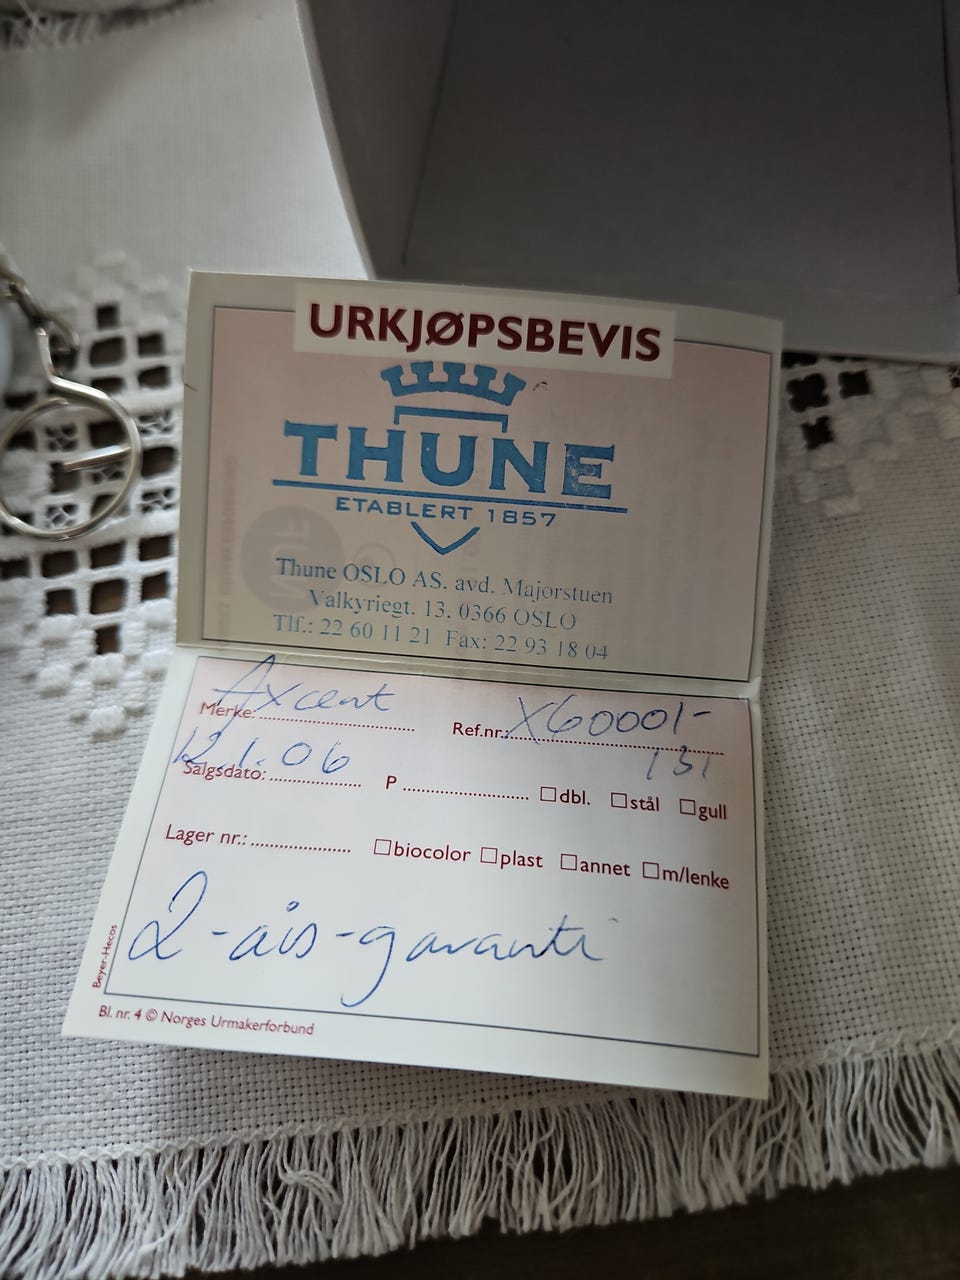 URKJØPSBEVIS
THUNE
ETABLERT 1857
Thune OSLO AS, avd. Majorstuen
Valkyriegt. 13, 0366 OSLO
Tlf.: 22 60 11 21 Fax: 22 93 18 04
Merke: Axcent Ref.nr.: X60001-
131
Salgsdato: 12.1.06 P ☐dbl. ☐stål ☐gull
Lager nr.: ☐biocolor ☐plast ☐annet ☐m/lenke
2-års-garanti
Beyer-Hecos
Bl. nr. 4 © Norges Urmakerforbund